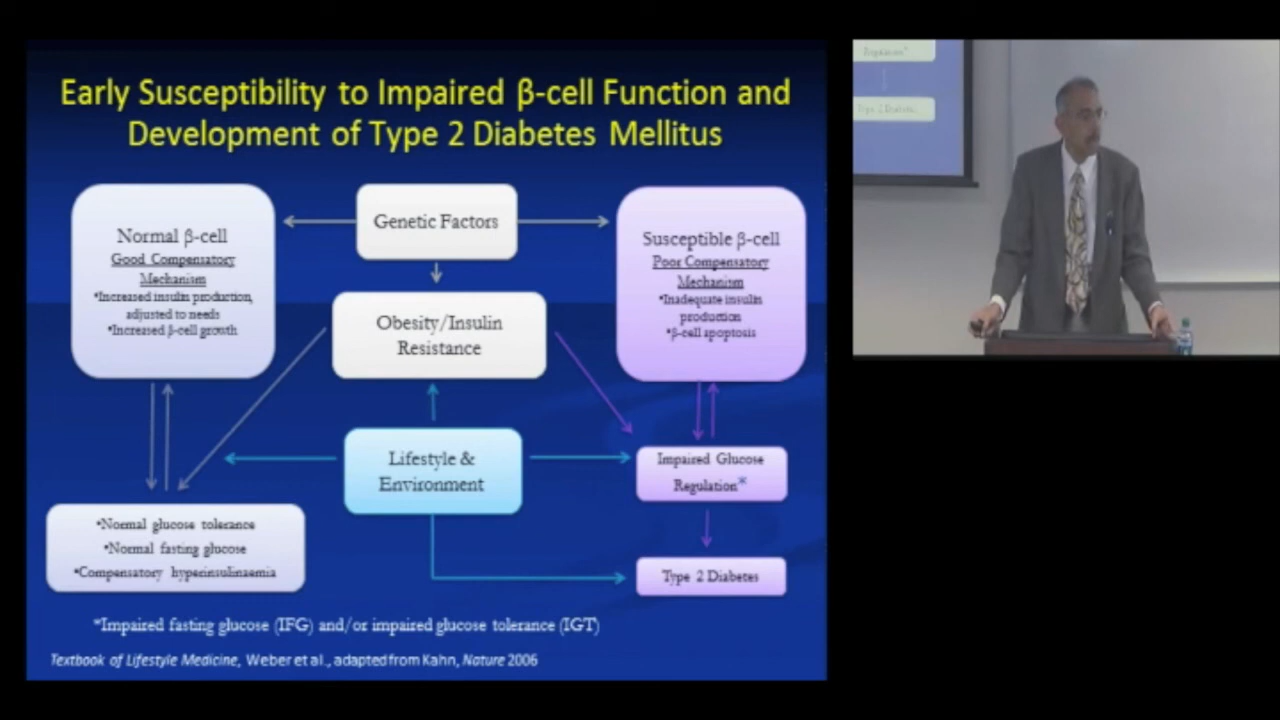 Early Susceptibility to Impaired β-cell Function and
Development of Type 2 Diabetes Mellitus
Normal β-cell
Good Compensatory
Mechanism
*Increased insulin production,
adjusted to needs
*Increased β-cell growth
Genetic Factors
Susceptible β-cell
Poor Compensatory
Mechanism
*Inadequate insulin
production
*β-cell apoptosis
Obesity/Insulin
Resistance
Lifestyle &
Environment
Impaired Glucose
Regulation*
Type 2 Diabetes
*Normal glucose tolerance
*Normal fasting glucose
*Compensatory hyperinsulinaemia
*Impaired fasting glucose (IFG) and/or impaired glucose tolerance (IGT)
Textbook of Lifestyle Medicine, Weber et al., adapted from Kahn, Nature 2006
Regulation*
Type 2 Diabetes